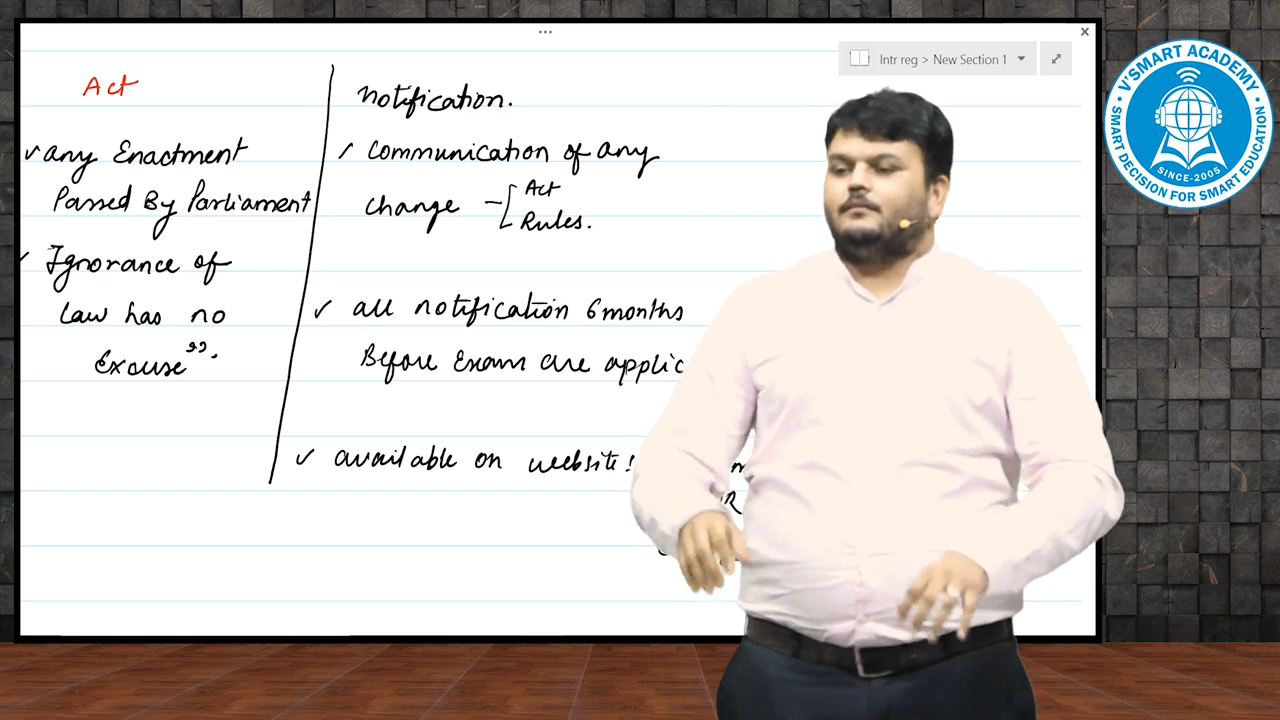 Intr reg > New Section 1
Act
✓ any Enactment
Passed By Parliament
✓ Ignorance of
Law has no
Excuse".
notification.
✓ Communication of any
Change - [ Act
Rules.
✓ all notification 6 months
Before Exam are applic
✓ available on website
V'SMART ACADEMY
SINCE-2005
• SMART DECISION FOR SMART EDUCATION •